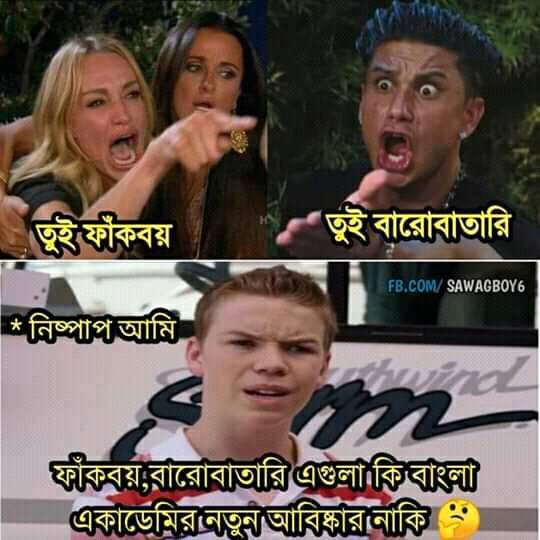 তুই ফাঁকবয়
তুই বারোবাতারি
FB.COM/ SAWAGBOY6
* নিষ্পাপ আমি
ফাঁকবয়,বারোবাতারি এগুলা কি বাংলা
একাডেমির নতুন আবিষ্কার নাকি 🤔